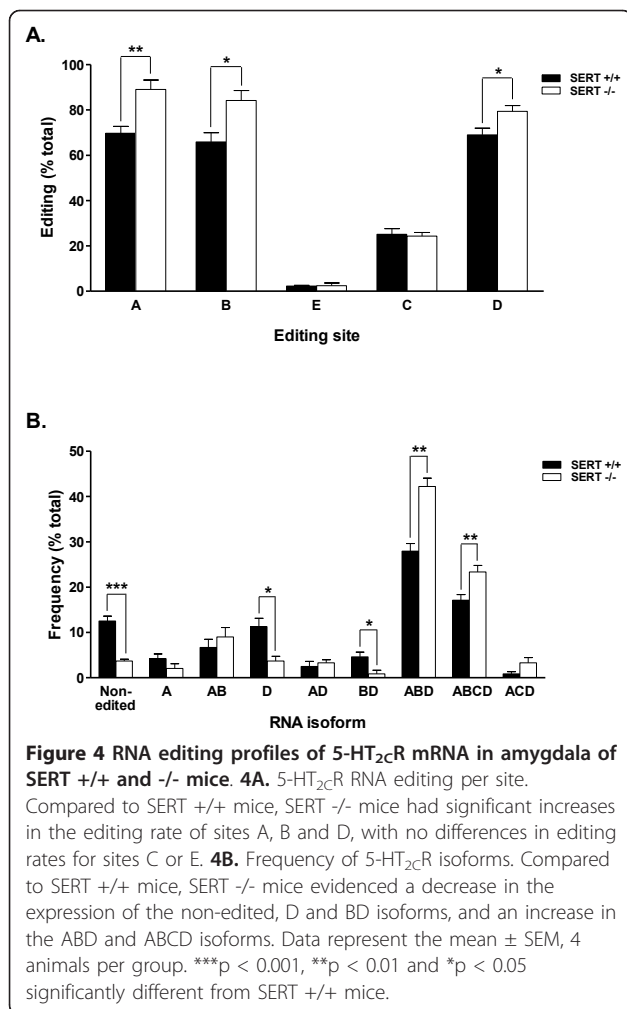 A.
**
*
*
SERT +/+
SERT -/-
100
80
60
40
20
0
Editing (% total)
A B E C D
Editing site
B.
50
40
30
20
10
0
Frequency (% total)
***
*
*
**
**
SERT +/+
SERT -/-
Non-edited A AB D AD BD ABD ABCD ACD
RNA isoform
Figure 4 RNA editing profiles of 5-HT2CR mRNA in amygdala of
SERT +/+ and -/- mice. 4A. 5-HT2CR RNA editing per site.
Compared to SERT +/+ mice, SERT -/- mice had significant increases
in the editing rate of sites A, B and D, with no differences in editing
rates for sites C or E. 4B. Frequency of 5-HT2CR isoforms. Compared
to SERT +/+ mice, SERT -/- mice evidenced a decrease in the
expression of the non-edited, D and BD isoforms, and an increase in
the ABD and ABCD isoforms. Data represent the mean ± SEM, 4
animals per group. ***p < 0.001, **p < 0.01 and *p < 0.05
significantly different from SERT +/+ mice.